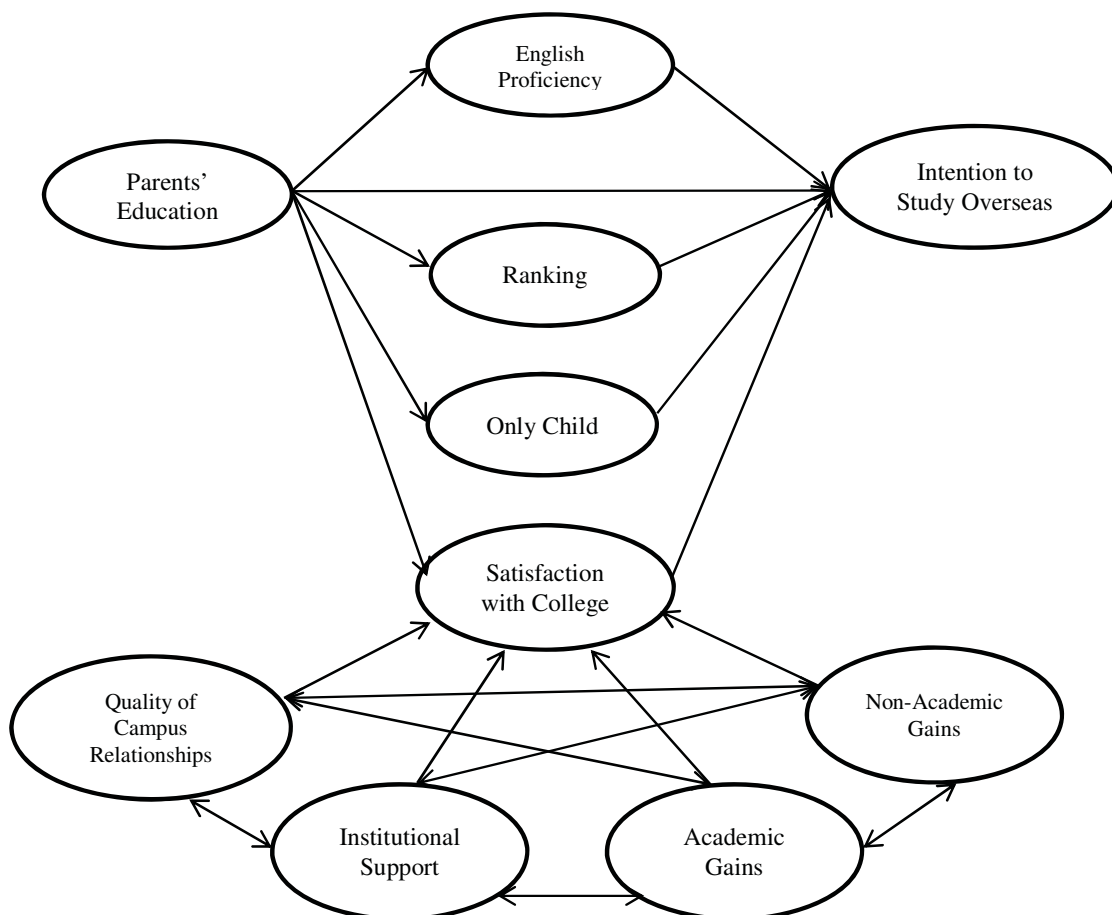 English
Proficiency
Parents’
Education
Intention to
Study Overseas
Ranking
Only Child
Satisfaction
with College
Quality of
Campus
Relationships
Non-Academic
Gains
Institutional
Support
Academic
Gains